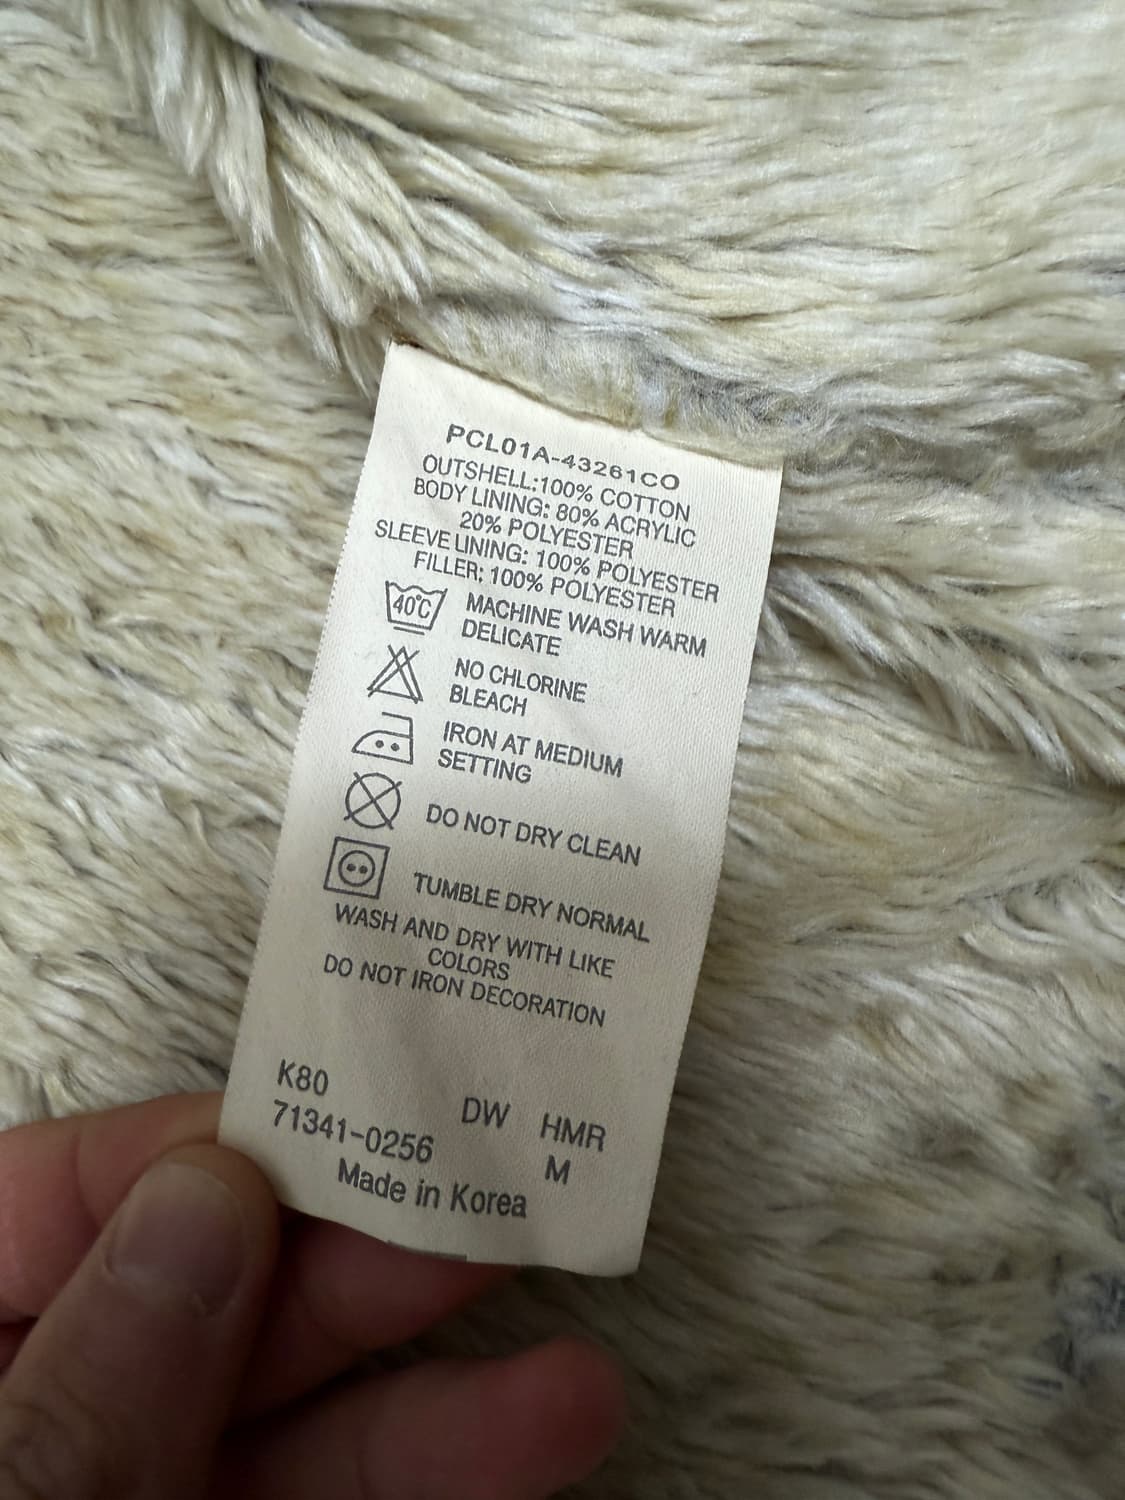 PCL01A-43261CO
OUTSHELL:100% COTTON
BODY LINING: 80% ACRYLIC
20% POLYESTER
SLEEVE LINING: 100% POLYESTER
FILLER: 100% POLYESTER
40°C MACHINE WASH WARM
DELICATE
NO CHLORINE
BLEACH
IRON AT MEDIUM
SETTING
DO NOT DRY CLEAN
TUMBLE DRY NORMAL
WASH AND DRY WITH LIKE
COLORS
DO NOT IRON DECORATION
K80 DW HMR
71341-0256 M
Made in Korea